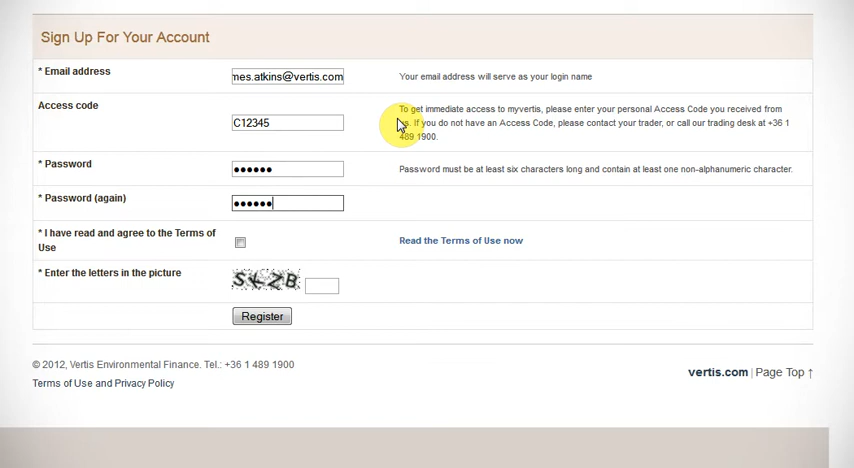 Sign Up For Your Account
* Email address
mes.atkins@vertis.com
Your email address will serve as your login name
Access code
C12345
To get immediate access to myvertis, please enter your personal Access Code you received from
us. If you do not have an Access Code, please contact your trader, or call our trading desk at +36 1
489 1900.
* Password
●●●●●●
Password must be at least six characters long and contain at least one non-alphanumeric character.
* Password (again)
●●●●●●
* I have read and agree to the Terms of
Use
Read the Terms of Use now
* Enter the letters in the picture
SKZB
Register
© 2012, Vertis Environmental Finance. Tel.: +36 1 489 1900
vertis.com | Page Top ↑
Terms of Use and Privacy Policy